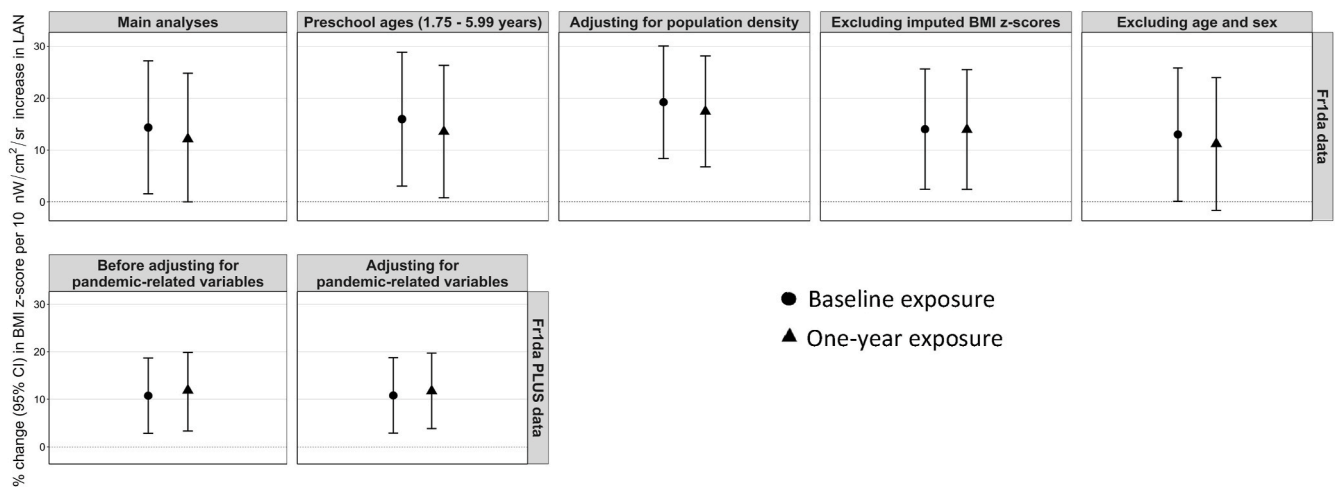 % change (95% CI) in BMI z-score per 10 nW/cm²/sr increase in LAN
Main analyses
Preschool ages (1.75 - 5.99 years)
Adjusting for population density
Excluding imputed BMI z-scores
Excluding age and sex
30
20
10
0
Fr1da data
Before adjusting for
pandemic-related variables
Adjusting for
pandemic-related variables
30
20
10
0
Fr1da PLUS data
Baseline exposure
One-year exposure